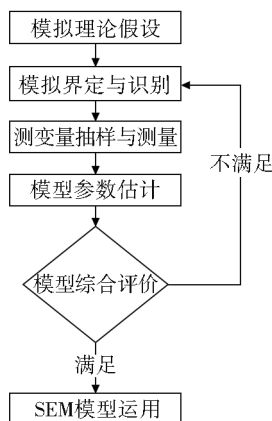 模拟理论假设
模拟界定与识别
测变量抽样与测量
不满足
模型参数估计
模型综合评价
满足
SEM模型运用